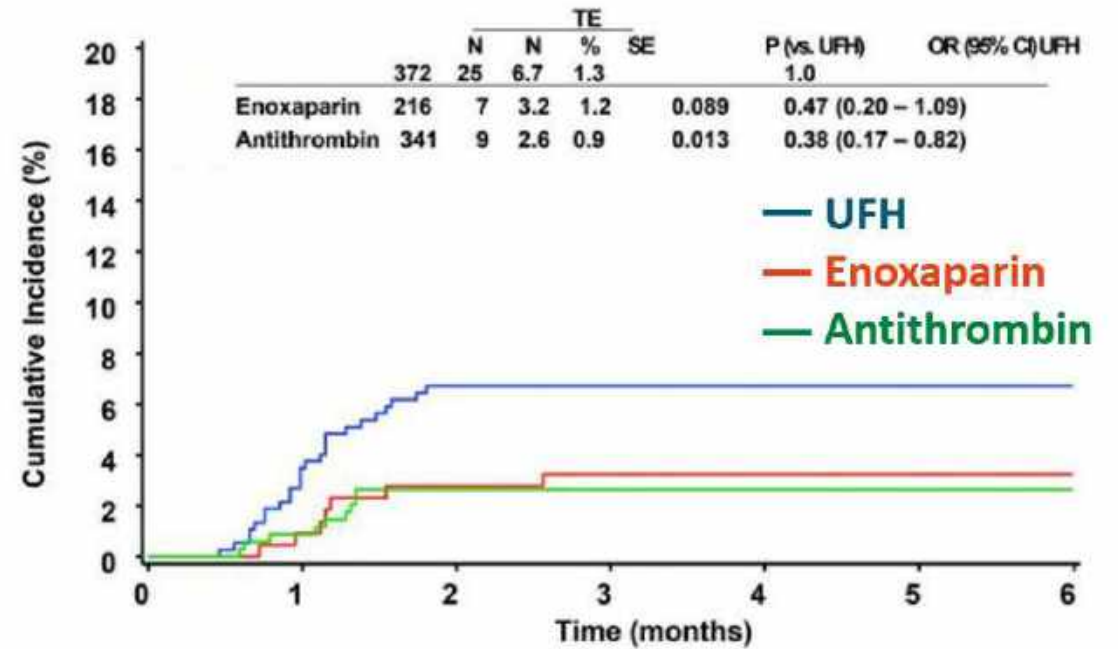 TE
N N % SE P (vs. UFH) OR (95% CI) UFH
372 25 6.7 1.3 1.0
Enoxaparin 216 7 3.2 1.2 0.089 0.47 (0.20 – 1.09)
Antithrombin 341 9 2.6 0.9 0.013 0.38 (0.17 – 0.82)
UFH
Enoxaparin
Antithrombin
Cumulative Incidence (%)
20
18
16
14
12
10
8
6
4
2
0
0 1 2 3 4 5 6
Time (months)